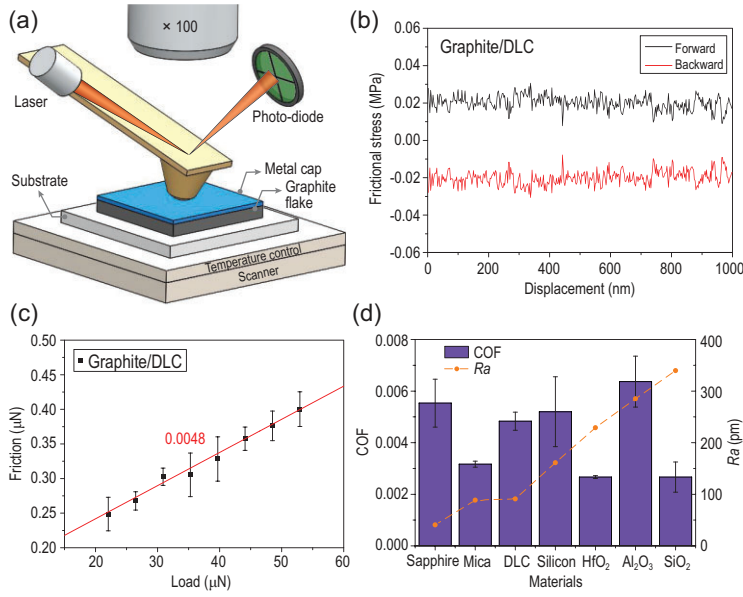 (a)
× 100
Laser
Photo-diode
Substrate
Metal cap
Graphite
flake
Temperature control
Scanner
(b)
Graphite/DLC
Forward
Backward
Frictional stress (MPa)
0.06
0.04
0.02
0.00
-0.02
-0.04
-0.06
0
200
400
600
800
1000
Displacement (nm)
(c)
Graphite/DLC
0.0048
Friction (μN)
0.50
0.45
0.40
0.35
0.30
0.25
0.20
20
30
40
50
60
Load (μN)
(d)
COF
Ra
COF
0.008
0.006
0.004
0.002
0.000
400
300
200
100
0
Ra (pm)
Sapphire Mica DLC Silicon HfO₂ Al₂O₃ SiO₂
Materials